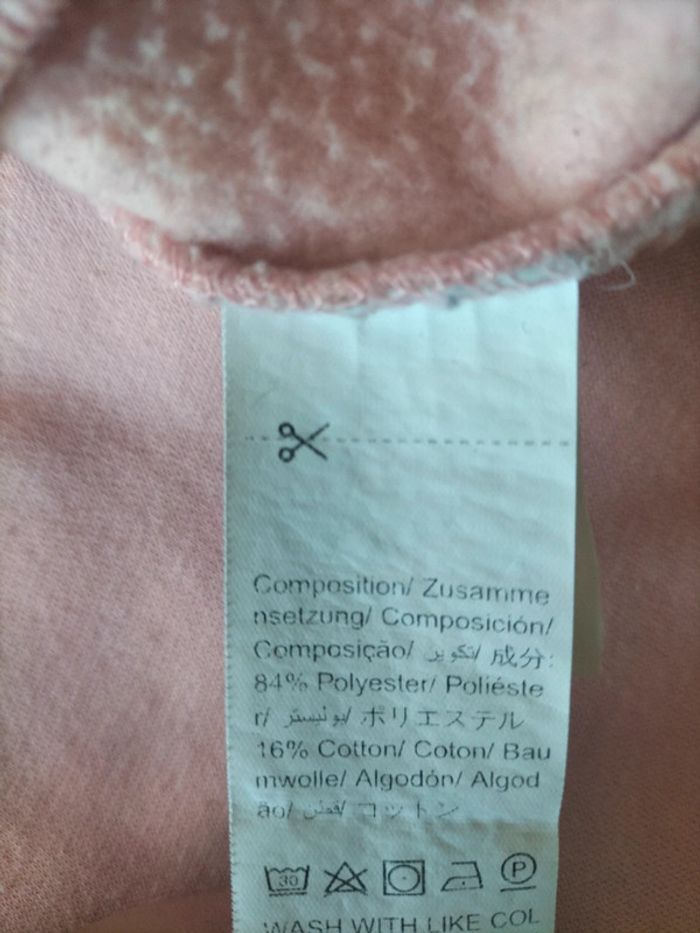 Composition/ Zusamme
nsetzung/ Composición/
Composição/ تكوير/ 成分:
84% Polyester/ Poliéste
r/ بوليستر/ ポリエステル
16% Cotton/ Coton/ Bau
mwolle/ Algodón/ Algod
ão/ قطن/ コットン
30 P
WASH WITH LIKE COL